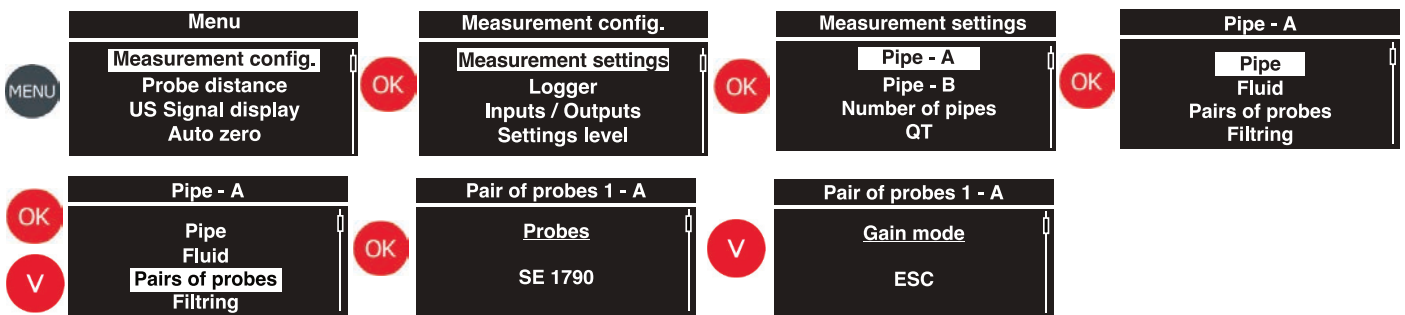 MENU
Menu
Measurement config.
Probe distance
US Signal display
Auto zero
OK
Measurement config.
Measurement settings
Logger
Inputs / Outputs
Settings level
OK
Measurement settings
Pipe - A
Pipe - B
Number of pipes
QT
OK
Pipe - A
Pipe
Fluid
Pairs of probes
Filtring
OK
V
Pipe - A
Pipe
Fluid
Pairs of probes
Filtring
OK
Pair of probes 1 - A
Probes
SE 1790
V
Pair of probes 1 - A
Gain mode
ESC